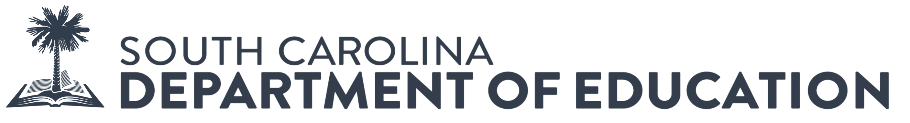 SOUTH CAROLINA
DEPARTMENT OF EDUCATION